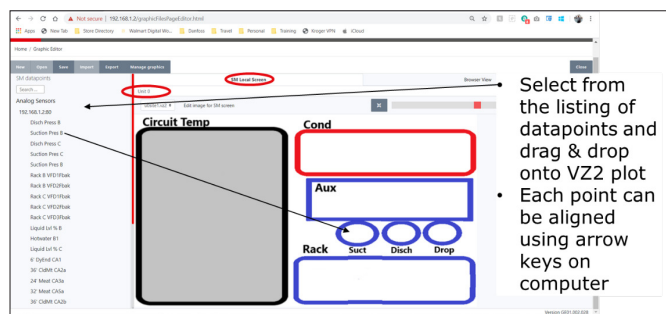 Not secure | 192.168.1.2/graphicFilesPageEditor.html
Apps New Tab Store Directory Walmart Digital Wo... Danfoss Travel Personal Training Kroger VPN iCloud
Home / Graphic Editor
New Open Save Import Export Manage graphics Close
SM datapoints
SM Local Screen
Browser View
Search...
Unit 0
Analog Sensors
Edit image for SM screen
192.168.1.2:80
Disch Press B
Suction Pres B
Disch Press C
Suction Pres C
Suction Pres B
Rack B VFD1Fbak
Rack B VFD2Fbak
Rack C VFD1Fbak
Rack C VFD2Fbak
Rack C VFD3Fbak
Liquid Lvl % B
Hotwater B1
Liquid Lvl % C
6' DyEnd CA1
36' CldMt CA2a
24' Meat CA3a
32' Meat CA5a
36' CldMt CA2b
Circuit Temp
Cond
Aux
Suct Disch Drop
Rack
• Select from
the listing of
datapoints and
drag & drop
onto VZ2 plot
• Each point can
be aligned
using arrow
keys on
computer